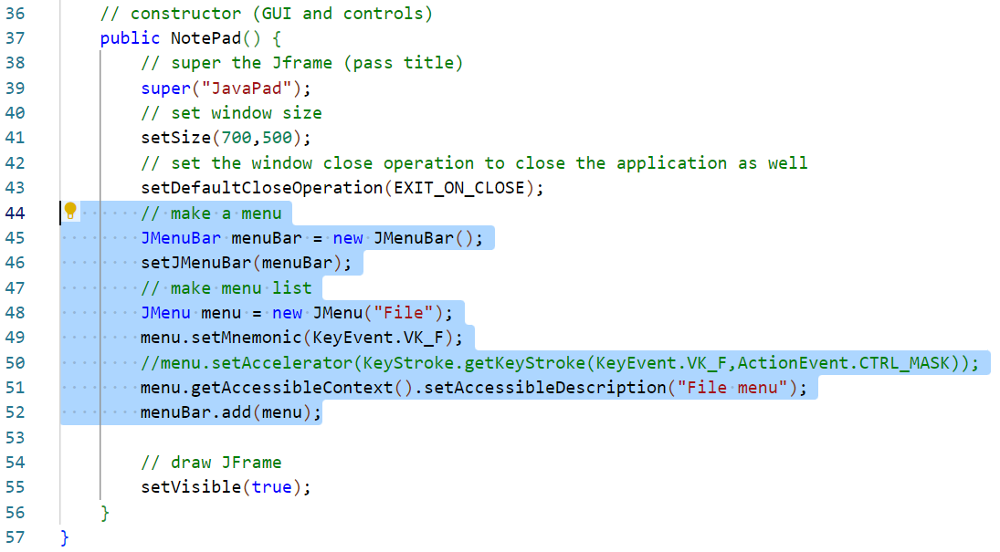 36 // constructor (GUI and controls)
37 public NotePad() {
38 // super the Jframe (pass title)
39 super("JavaPad");
40 // set window size
41 setSize(700,500);
42 // set the window close operation to close the application as well
43 setDefaultCloseOperation(EXIT_ON_CLOSE);
44 // make a menu
45 JMenuBar menuBar = new JMenuBar();
46 setJMenuBar(menuBar);
47 // make menu list
48 JMenu menu = new JMenu("File");
49 menu.setMnemonic(KeyEvent.VK_F);
50 //menu.setAccelerator(KeyStroke.getKeyStroke(KeyEvent.VK_F,ActionEvent.CTRL_MASK));
51 menu.getAccessibleContext().setAccessibleDescription("File menu");
52 menuBar.add(menu);
53
54 // draw JFrame
55 setVisible(true);
56 }
57 }